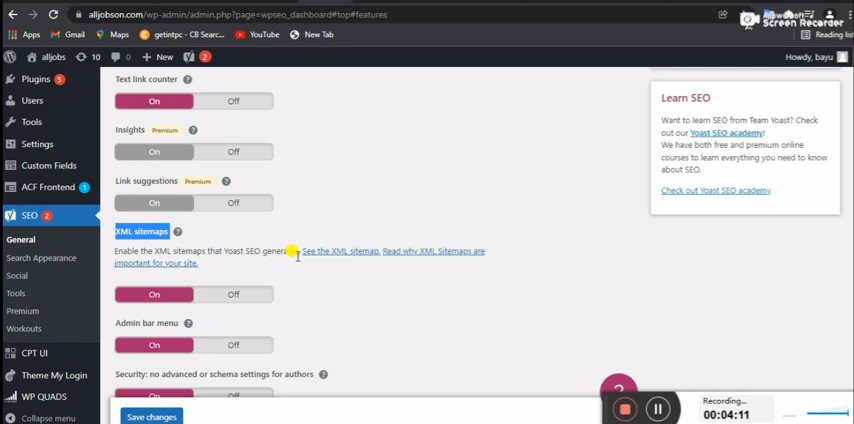 alljobson.com/wp-admin/admin.php?page=wpseo_dashboard#top#features
Screen Recorder
Apps Gmail Maps getintpc - CB Searc... YouTube New Tab Reading list
alljobs 10 0 New 2 Howdy, bayu
Plugins 5
Users
Tools
Settings
Custom Fields
ACF Frontend 1
SEO 2
General
Search Appearance
Social
Tools
Premium
Workouts
CPT UI
Theme My Login
WP QUADS
Collapse menu
Text link counter ?
On Off
Insights Premium ?
On Off
Link suggestions Premium ?
On Off
XML sitemaps ?
Enable the XML sitemaps that Yoast SEO genera See the XML sitemap. Read why XML Sitemaps are
important for your site.
On Off
Admin bar menu ?
On Off
Security: no advanced or schema settings for authors ?
On Off
Save changes
Learn SEO
Want to learn SEO from Team Yoast? Check
out our Yoast SEO academy!
We have both free and premium online
courses to learn everything you need to know
about SEO.
Check out Yoast SEO academy
?
Recording...
00:04:11